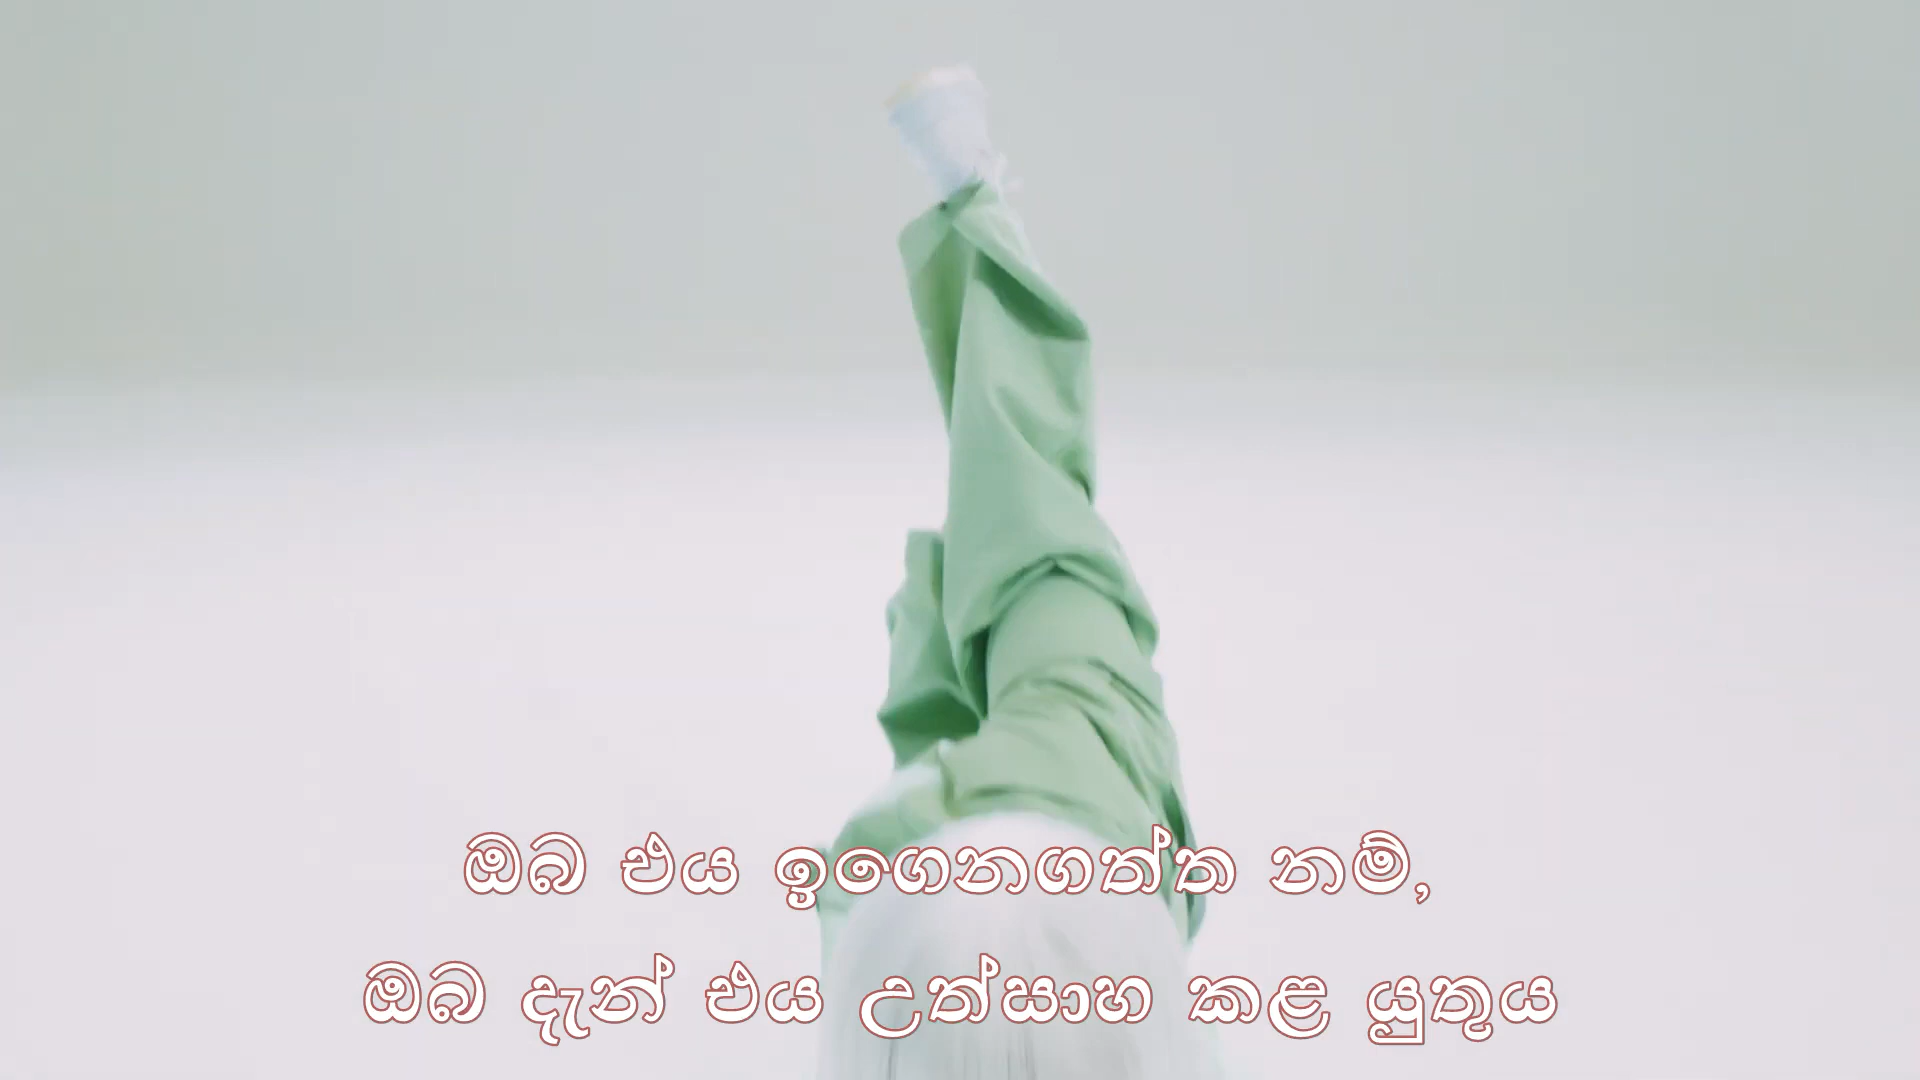 ඔබ එය ඉගෙනගත්ත නම්,
ඔබ දැන් එය උත්සාහ කළ යුතුය